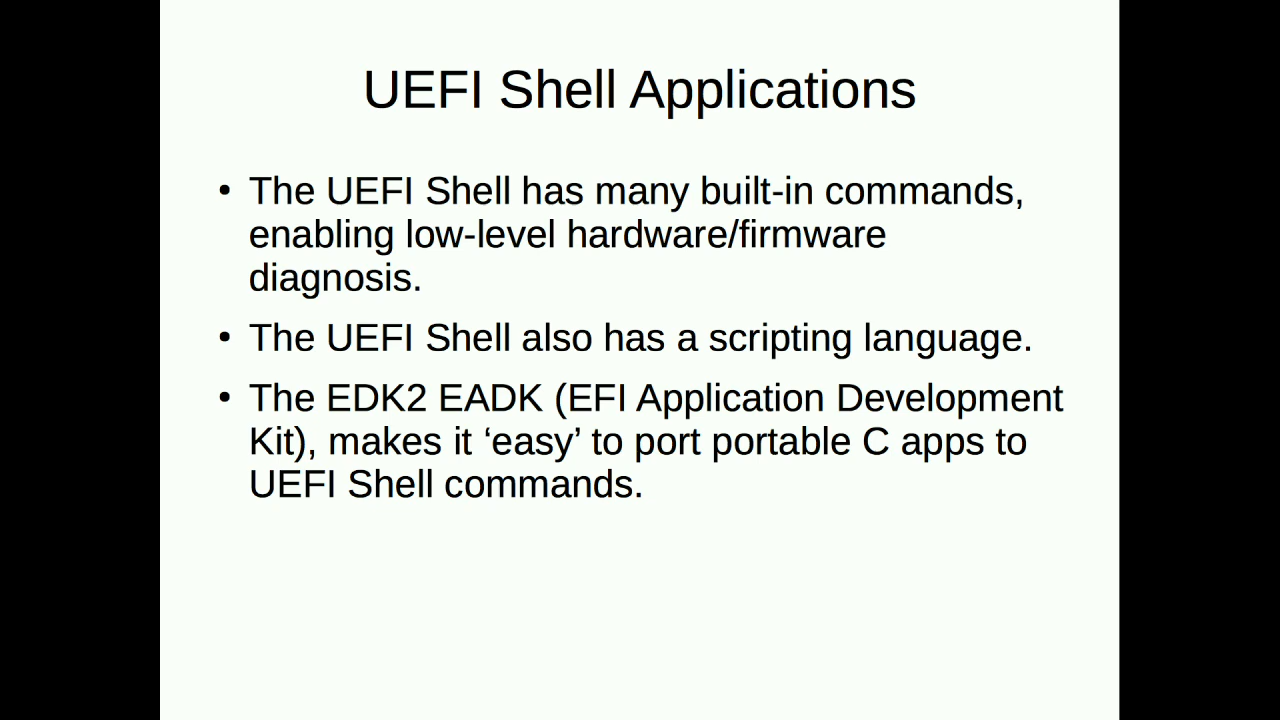 UEFI Shell Applications
• The UEFI Shell has many built-in commands,
enabling low-level hardware/firmware
diagnosis.
• The UEFI Shell also has a scripting language.
• The EDK2 EADK (EFI Application Development
Kit), makes it ‘easy’ to port portable C apps to
UEFI Shell commands.